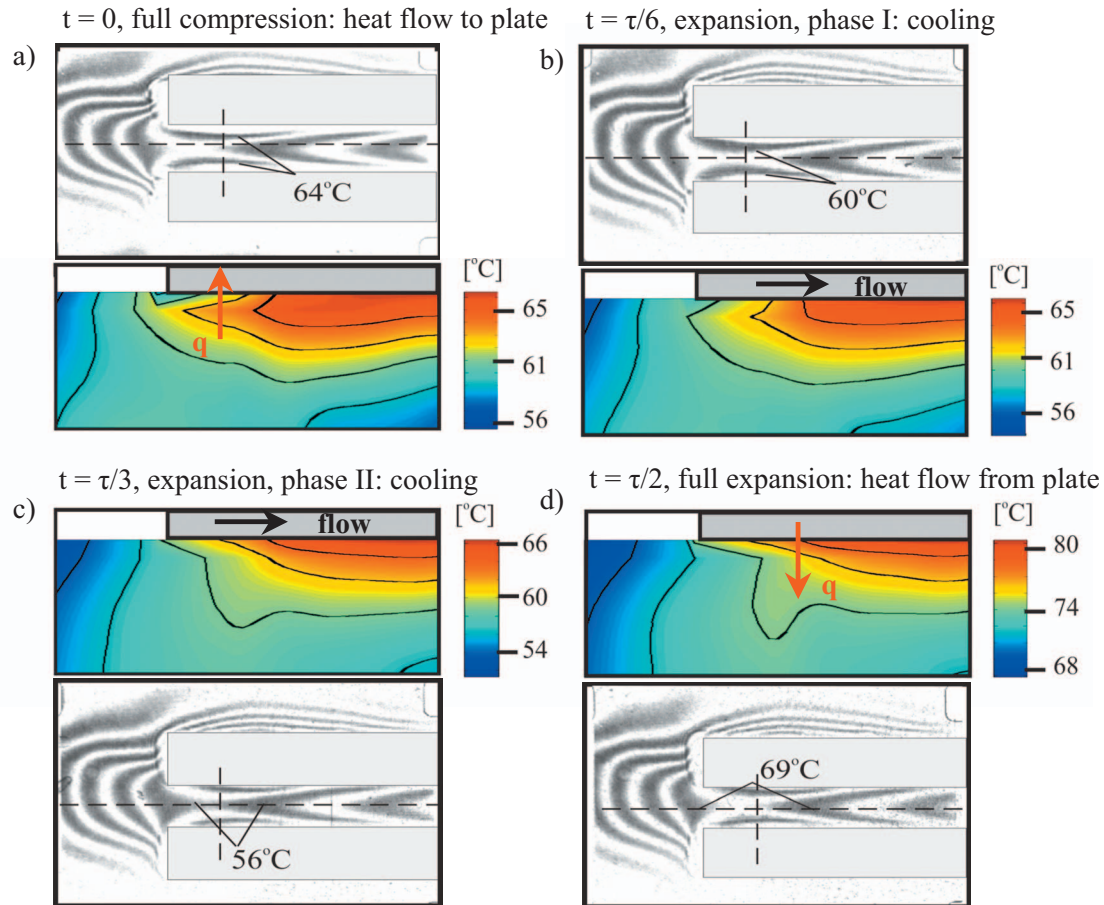 t = 0, full compression: heat flow to plate
a)
64°C
[°C]
65
61
56
q
t = τ/6, expansion, phase I: cooling
b)
60°C
flow
[°C]
65
61
56
t = τ/3, expansion, phase II: cooling
c)
flow
[°C]
66
60
54
56°C
t = τ/2, full expansion: heat flow from plate
d)
[°C]
80
74
68
q
69°C